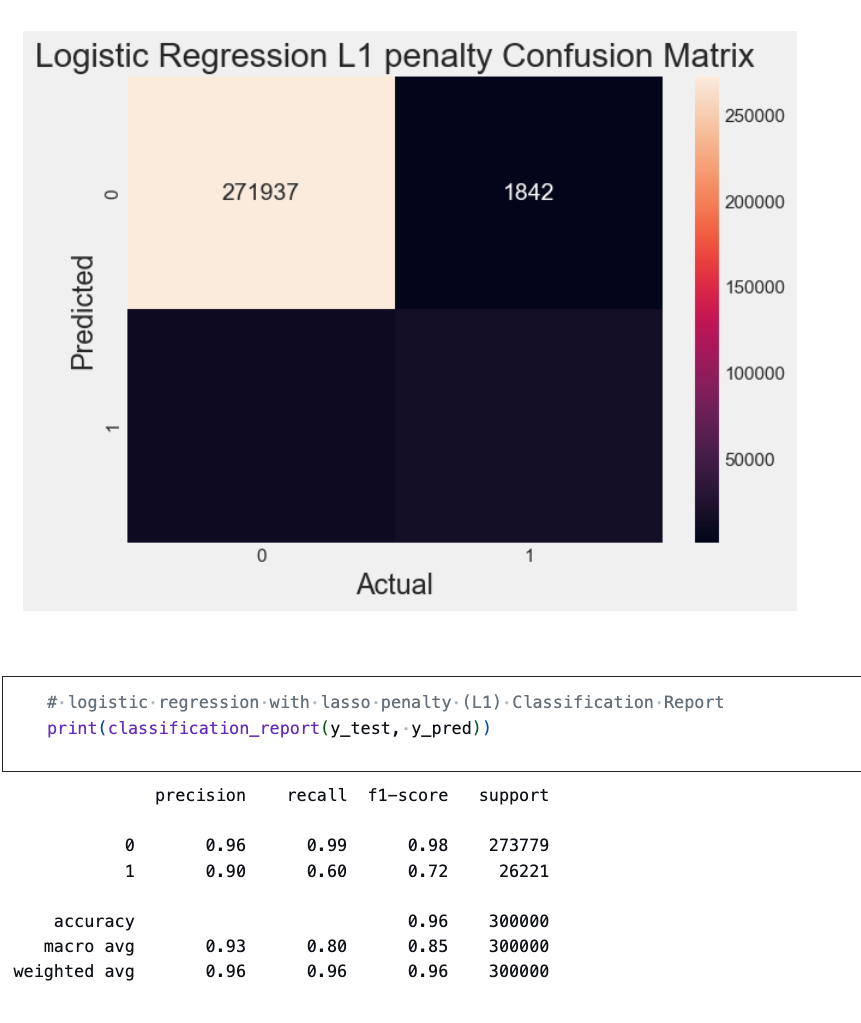 Logistic Regression L1 penalty Confusion Matrix
250000
0 271937 1842
200000
Predicted
150000
100000
1
50000
0 1
Actual
# logistic regression with lasso penalty (L1) Classification Report
print(classification_report(y_test, y_pred))
precision recall f1-score support
0 0.96 0.99 0.98 273779
1 0.90 0.60 0.72 26221
accuracy 0.96 300000
macro avg 0.93 0.80 0.85 300000
weighted avg 0.96 0.96 0.96 300000